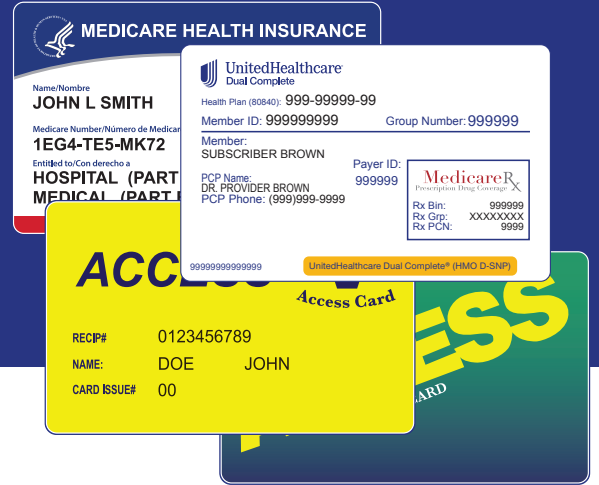 MEDICARE HEALTH INSURANCE
Name/Nombre
JOHN L SMITH
Medicare Number/Número de Medicar
1EG4-TE5-MK72
Entitled to/Con derecho a
HOSPITAL (PART
MEDICAL (PART
UnitedHealthcare
Dual Complete
Health Plan (80840): 999-99999-99
Member ID: 999999999 Group Number: 999999
Member:
SUBSCRIBER BROWN
Payer ID:
999999
PCP Name:
DR. PROVIDER BROWN
PCP Phone: (999)999-9999
MedicareRx
Prescription Drug Coverage
Rx Bin: 999999
Rx Grp: XXXXXXXX
Rx PCN: 9999
99999999999999
UnitedHealthcare Dual Complete® (HMO D-SNP)
ACCESS
Access Card
RECIP# 0123456789
NAME: DOE JOHN
CARD ISSUE# 00
ESS
ARD